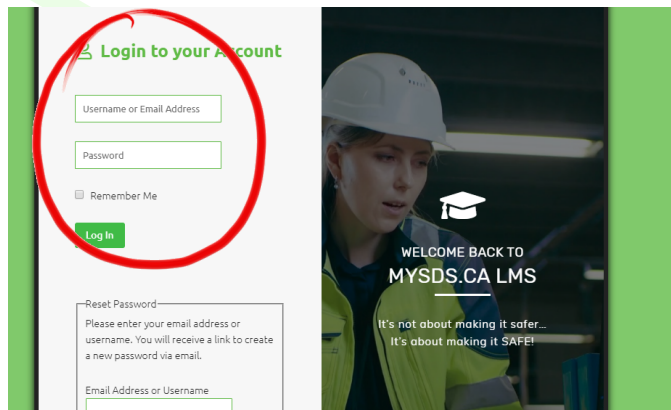 Login to your Account
Username or Email Address
Password
Remember Me
Log In
Reset Password
Please enter your email address or
username. You will receive a link to create
a new password via email.
Email Address or Username
WELCOME BACK TO
MYSDS.CA LMS
It's not about making it safer...
It's about making it SAFE!